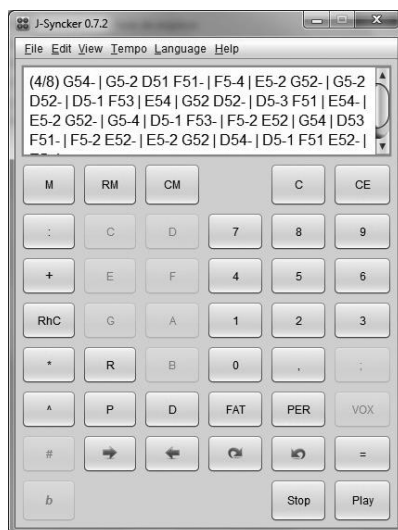 J-Syncker 0.7.2
File Edit View Tempo Language Help
(4/8) G54- | G5-2 D51 F51- | F5-4 | E5-2 G52- | G5-2
D52- | D5-1 F53 | E54 | G52 D52- | D5-3 F51 | E54- |
E5-2 G52- | G5-4 | D5-1 F53- | F5-2 E52 | G54 | D53
F51- | F5-2 E52- | E5-2 G52 | D54- | D5-1 F51 E52- |
M RM CM C CE
: C D 7 8 9
+ E F 4 5 6
RhC G A 1 2 3
* R B 0 , ;
^ P D FAT PER VOX
# =
b Stop Play